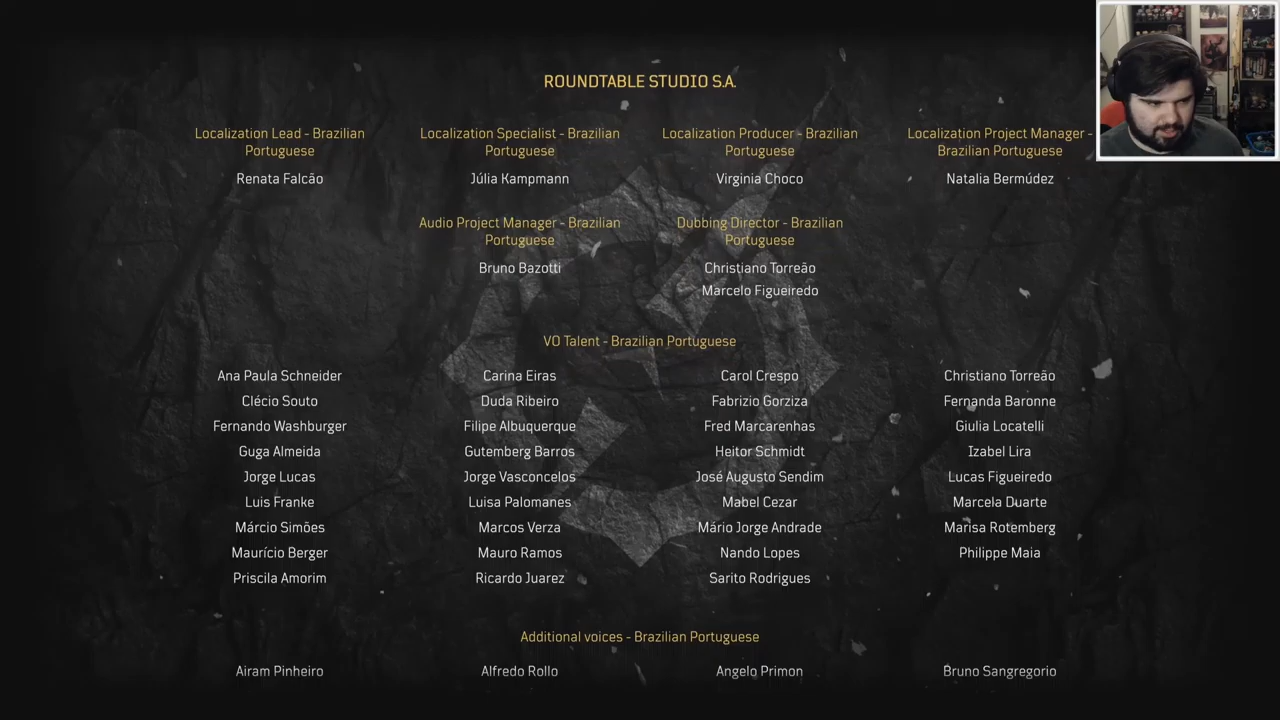 ROUNDTABLE STUDIO S.A.
Localization Lead - Brazilian
Portuguese
Renata Falcão
Localization Specialist - Brazilian
Portuguese
Júlia Kampmann
Localization Producer - Brazilian
Portuguese
Virginia Choco
Localization Project Manager -
Brazilian Portuguese
Natalia Bermúdez
Audio Project Manager - Brazilian
Portuguese
Bruno Bazotti
Dubbing Director - Brazilian
Portuguese
Christiano Torreão
Marcelo Figueiredo
VO Talent - Brazilian Portuguese
Ana Paula Schneider Carina Eiras Carol Crespo Christiano Torreão
Clécio Souto Duda Ribeiro Fabrizio Gorziza Fernanda Baronne
Fernando Washburger Filipe Albuquerque Fred Marcarenhas Giulia Locatelli
Guga Almeida Gutemberg Barros Heitor Schmidt Izabel Lira
Jorge Lucas Jorge Vasconcelos José Augusto Sendim Lucas Figueiredo
Luis Franke Luisa Palomanes Mabel Cezar Marcela Duarte
Márcio Simões Marcos Verza Mário Jorge Andrade Marisa Rotemberg
Maurício Berger Mauro Ramos Nando Lopes Philippe Maia
Priscila Amorim Ricardo Juarez Sarito Rodrigues
Additional voices - Brazilian Portuguese
Airam Pinheiro Alfredo Rollo Angelo Primon Bruno Sangregorio